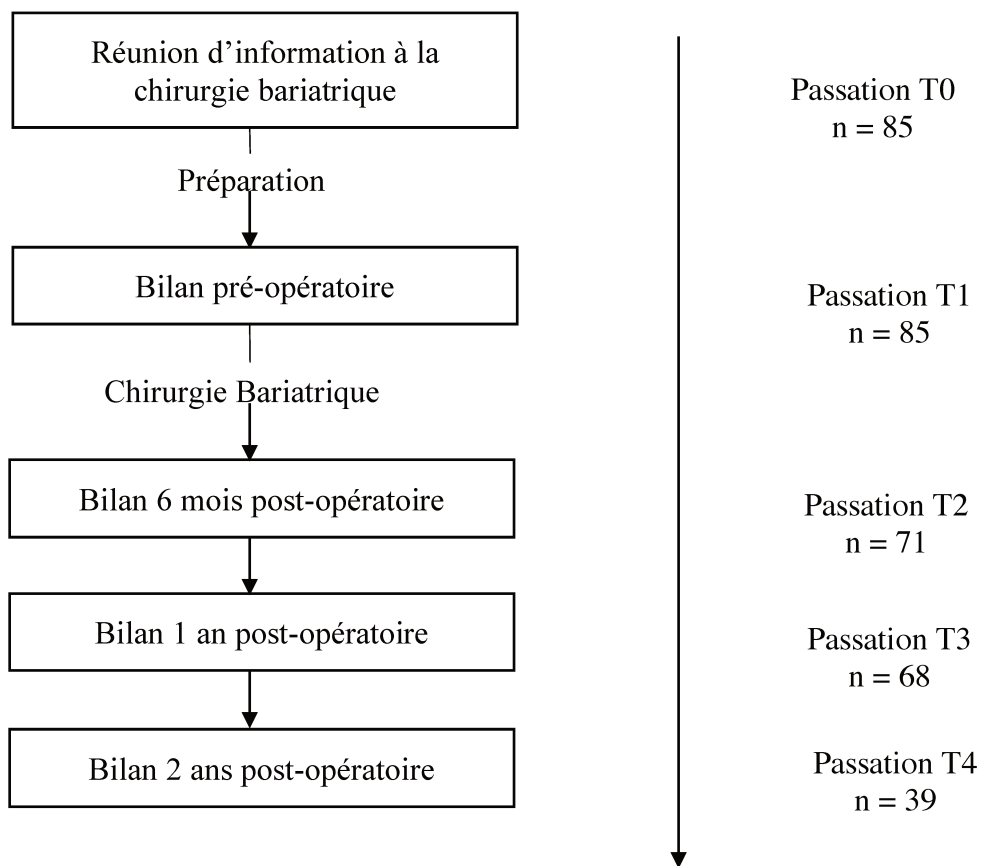 Réunion d’information à la
chirurgie bariatrique
Passation T0
n = 85
Préparation
Bilan pré-opératoire
Passation T1
n = 85
Chirurgie Bariatrique
Bilan 6 mois post-opératoire
Passation T2
n = 71
Bilan 1 an post-opératoire
Passation T3
n = 68
Bilan 2 ans post-opératoire
Passation T4
n = 39